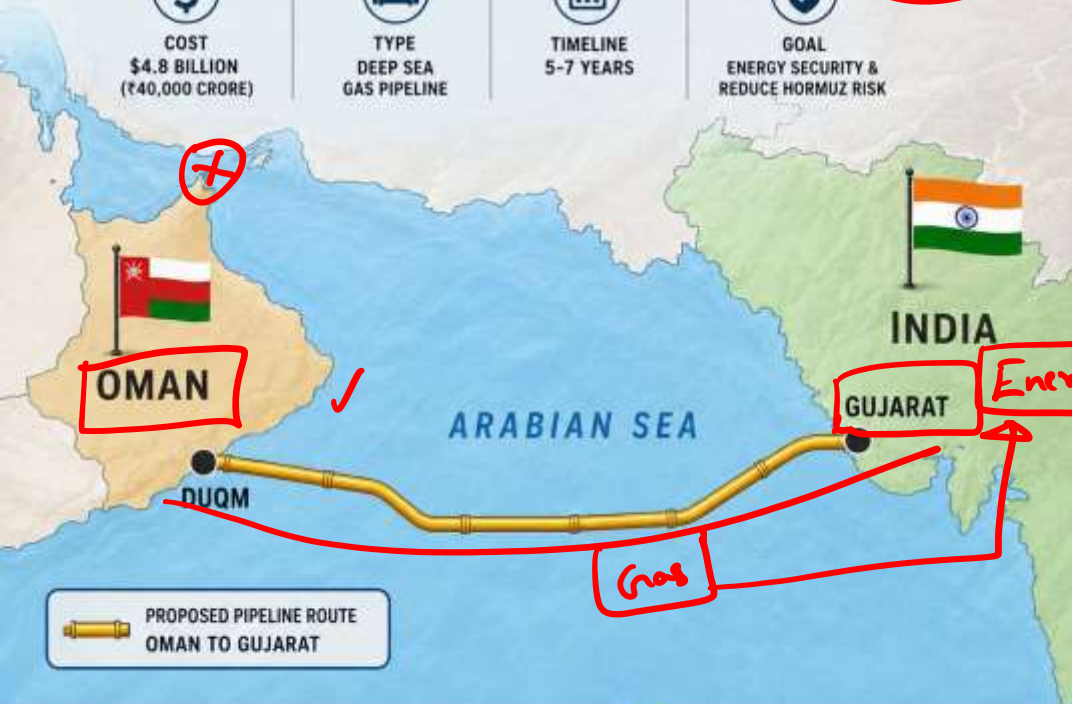 COST
$4.8 BILLION
(₹40,000 CRORE)
TYPE
DEEP SEA
GAS PIPELINE
TIMELINE
5-7 YEARS
GOAL
ENERGY SECURITY &
REDUCE HORMUZ RISK
INDIA
OMAN
GUJARAT
Ener
ARABIAN SEA
DUQM
Gas
PROPOSED PIPELINE ROUTE
OMAN TO GUJARAT